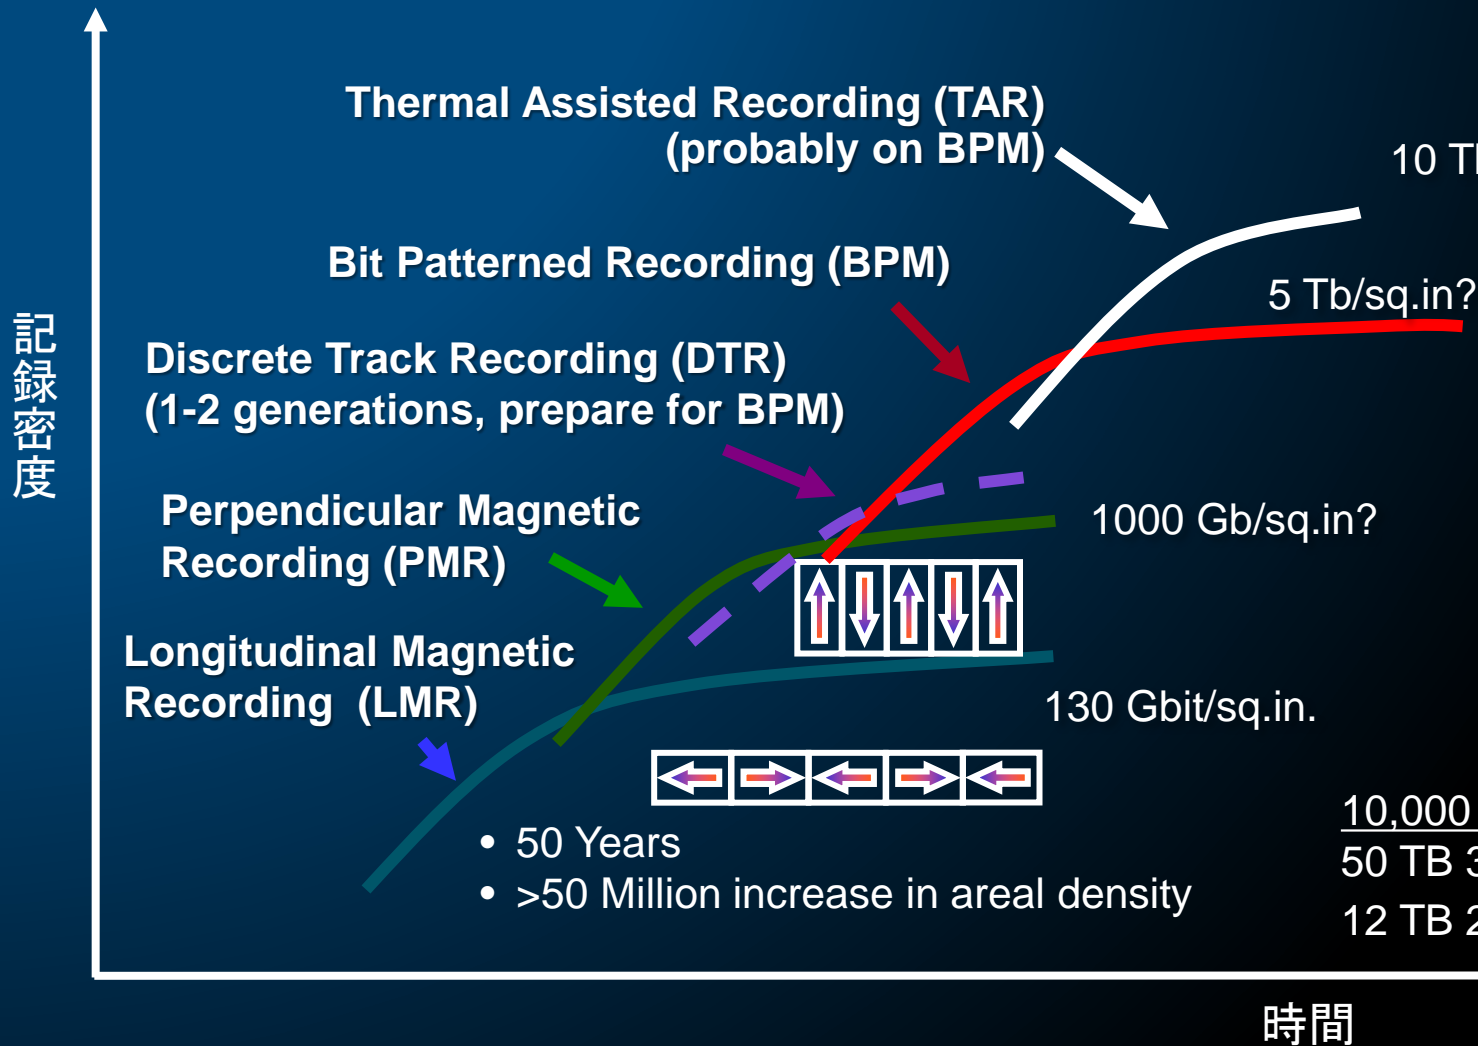 Thermal Assisted Recording (TAR)
(probably on BPM)
10
Bit Patterned Recording (BPM)
5 Tb/sq.in?
Discrete Track Recording (DTR)
(1-2 generations, prepare for BPM)
記録密度
Perpendicular Magnetic
Recording (PMR)
1000 Gb/sq.in?
Longitudinal Magnetic
Recording (LMR)
130 Gbit/sq.in.
10,000
• 50 Years
50 TB
• >50 Million increase in areal density
12 TB
時間